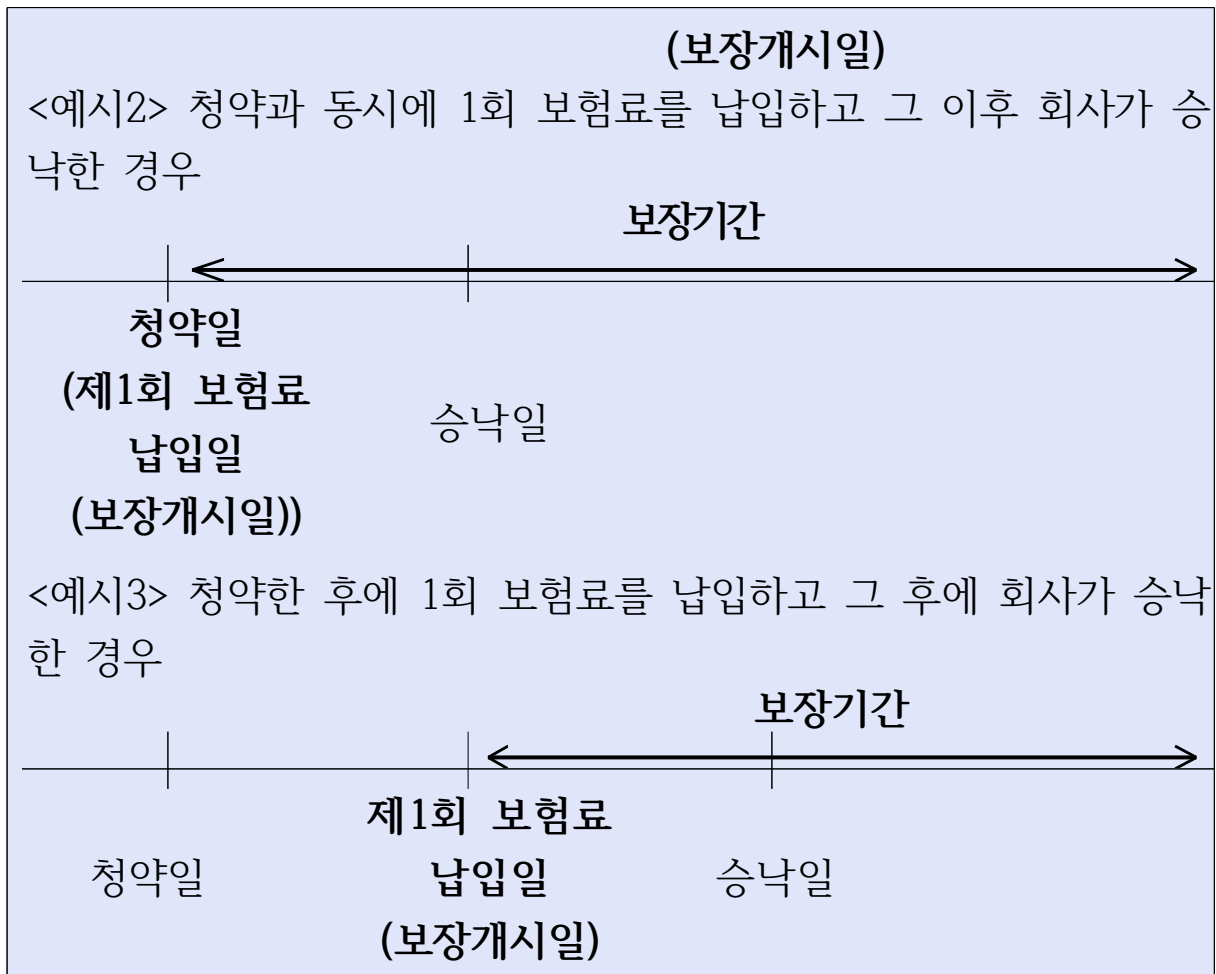 (보장개시일)
<예시2> 청약과 동시에 1회 보험료를 납입하고 그 이후 회사가 승
낙한 경우
보장기간
청약일
(제1회 보험료
납입일
(보장개시일))
승낙일
<예시3> 청약한 후에 1회 보험료를 납입하고 그 후에 회사가 승낙
한 경우
보장기간
청약일
제1회 보험료
납입일
(보장개시일)
승낙일